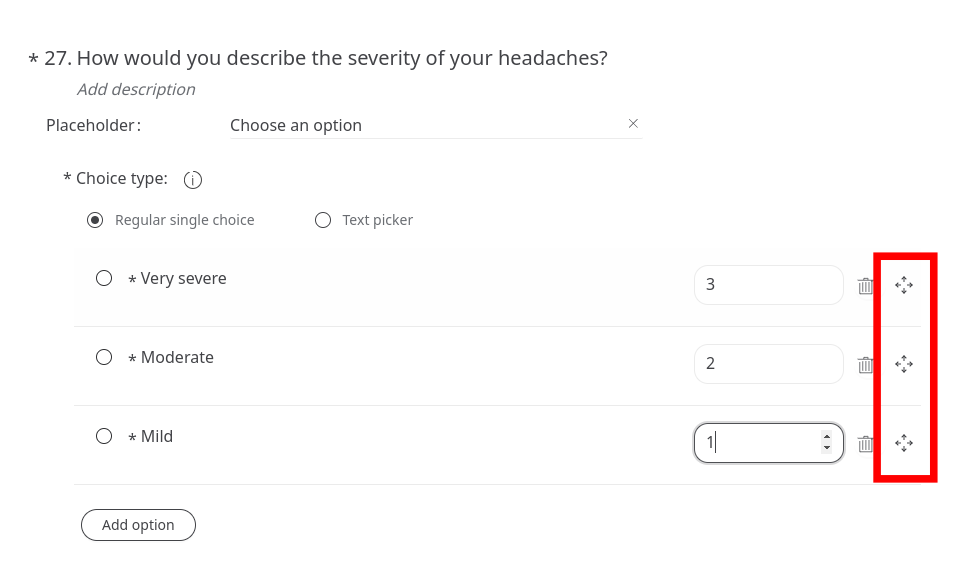 * 27. How would you describe the severity of your headaches?
Add description
Placeholder: Choose an option
* Choice type:
Regular single choice Text picker
* Very severe 3
* Moderate 2
* Mild 1
Add option